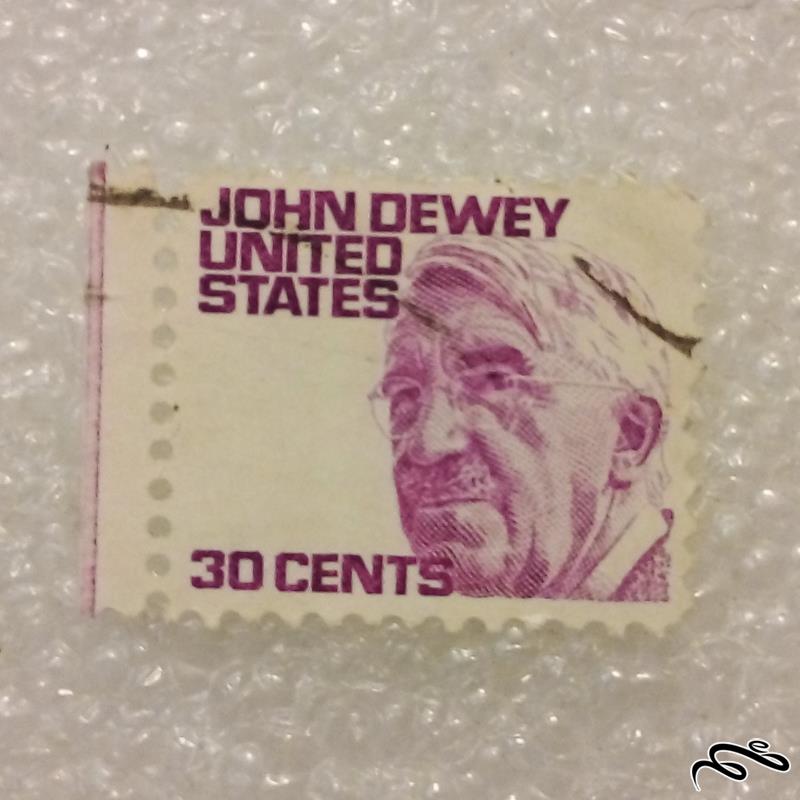 JOHN DEWEY
UNITED
STATES
30 CENTS